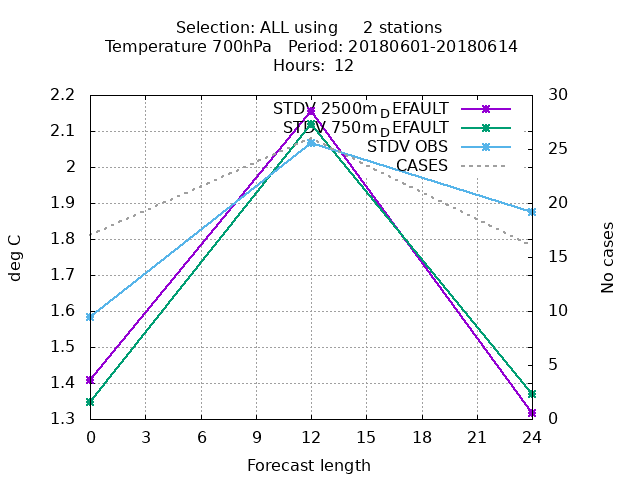 Selection: ALL using     2 stations
Temperature 700hPa   Period: 20180601-20180614
Hours: 12
STDV 2500m_DEFAULT
STDV 750m_DEFAULT
STDV OBS
CASES
2.2
2.1
2
1.9
1.8
1.7
1.6
1.5
1.4
1.3
deg C
30
25
20
15
10
5
0
No cases
0 3 6 9 12 15 18 21 24
Forecast length